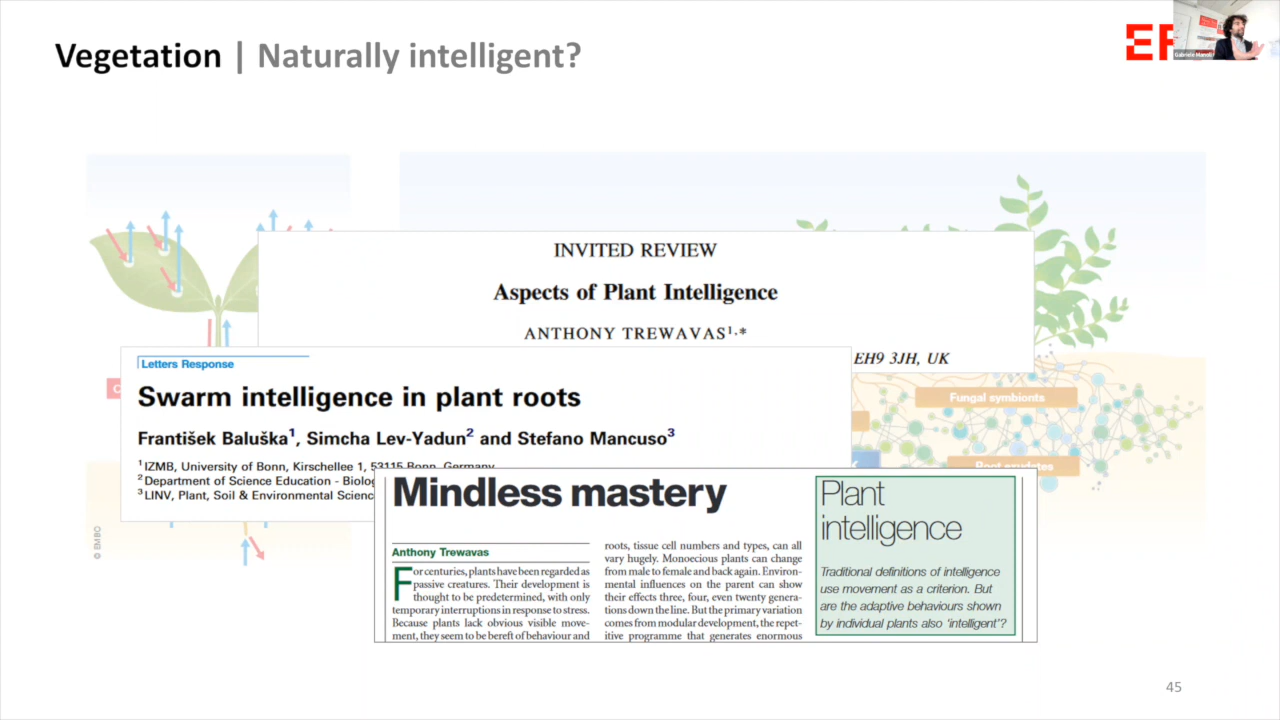 Vegetation | Naturally intelligent?
Gabriele Manoli
INVITED REVIEW
Aspects of Plant Intelligence
ANTHONY TREWAVAS1,*
EH9 3JH, UK
Letters Response
Swarm intelligence in plant roots
František Baluška1, Simcha Lev-Yadun2 and Stefano Mancuso3
1IZMB, University of Bonn, Kirschellee 1, 53115 Bonn, Germany
2Department of Science Education - Biolog
3LINV, Plant, Soil & Environmental Scienc
Fungal symbionts
Root exudates
© EMBO
Mindless mastery
Anthony Trewavas
For centuries, plants have been regarded as
passive creatures. Their development is
thought to be predetermined, with only
temporary interruptions in response to stress.
Because plants lack obvious visible move-
ment, they seem to be bereft of behaviour and
roots, tissue cell numbers and types, can all
vary hugely. Monoecious plants can change
from male to female and back again. Environ-
mental influences on the parent can show
their effects three, four, even twenty genera-
tions down the line. But the primary variation
comes from modular development, the repet-
itive programme that generates enormous
Plant
intelligence
Traditional definitions of intelligence
use movement as a criterion. But
are the adaptive behaviours shown
by individual plants also 'intelligent'?
45